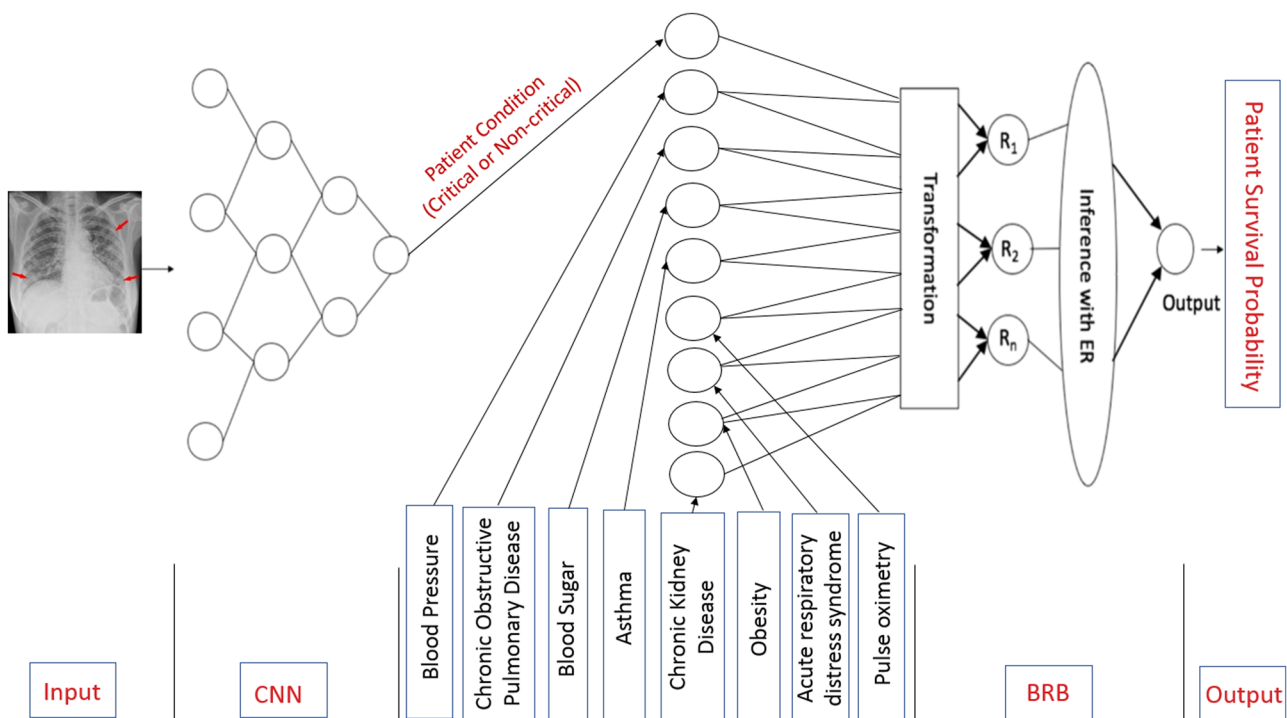 Patient Condition
(Critical or Non-critical)
Transformation
R1
R2
Rn
Inference with ER
Output
Patient Survival
Probability
Blood Pressure
Chronic Obstructive
Pulmonary Disease
Blood Sugar
Asthma
Chronic Kidney
Disease
Obesity
Acute respiratory
distress syndrome
Pulse oximetry
Input
CNN
BRB
Output